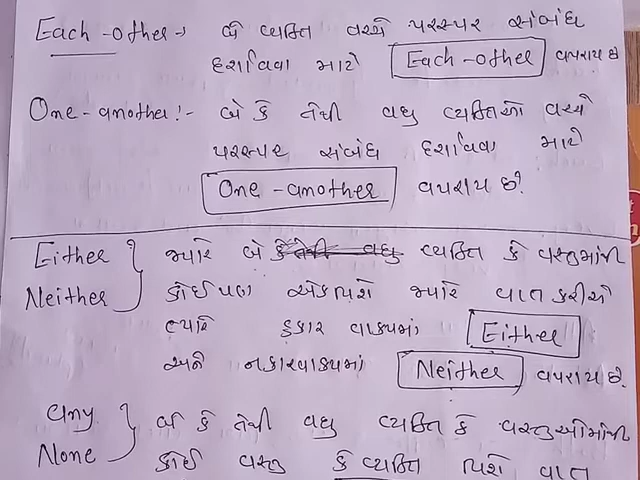 Each-other → બે વ્યક્તિ વચ્ચે પરસ્પર સંબંધ
દર્શાવવા માટે Each-other વપરાય છે
One-another :- બે કે તેથી વધુ વ્યક્તિઓ વચ્ચે
પરસ્પર સંબંધ દર્શાવવા માટે
One-another વપરાય છે.
Either જ્યારે બે કે તેથી વધુ વ્યક્તિ કે વસ્તુમાંની
Neither કોઈપણ એકવિશે જ્યારે વાત કરીએ
ત્યારે હકાર વાક્યમાં Either
અને નકારવાક્યમાં Neither વપરાય છે.
Any બે કે તેથી વધુ વ્યક્તિ કે વસ્તુઓમાંની
None કોઈ વસ્તુ કે વ્યક્તિ વિશે વાત